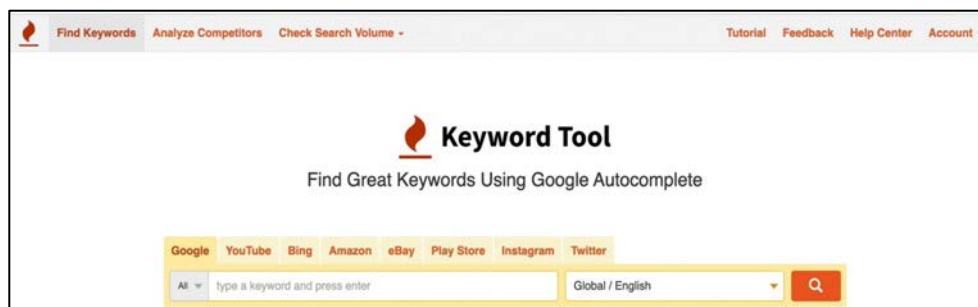 Find Keywords Analyze Competitors Check Search Volume Tutorial Feedback Help Center Account
Keyword Tool
Find Great Keywords Using Google Autocomplete
Google YouTube Bing Amazon eBay Play Store Instagram Twitter
All type a keyword and press enter Global / English